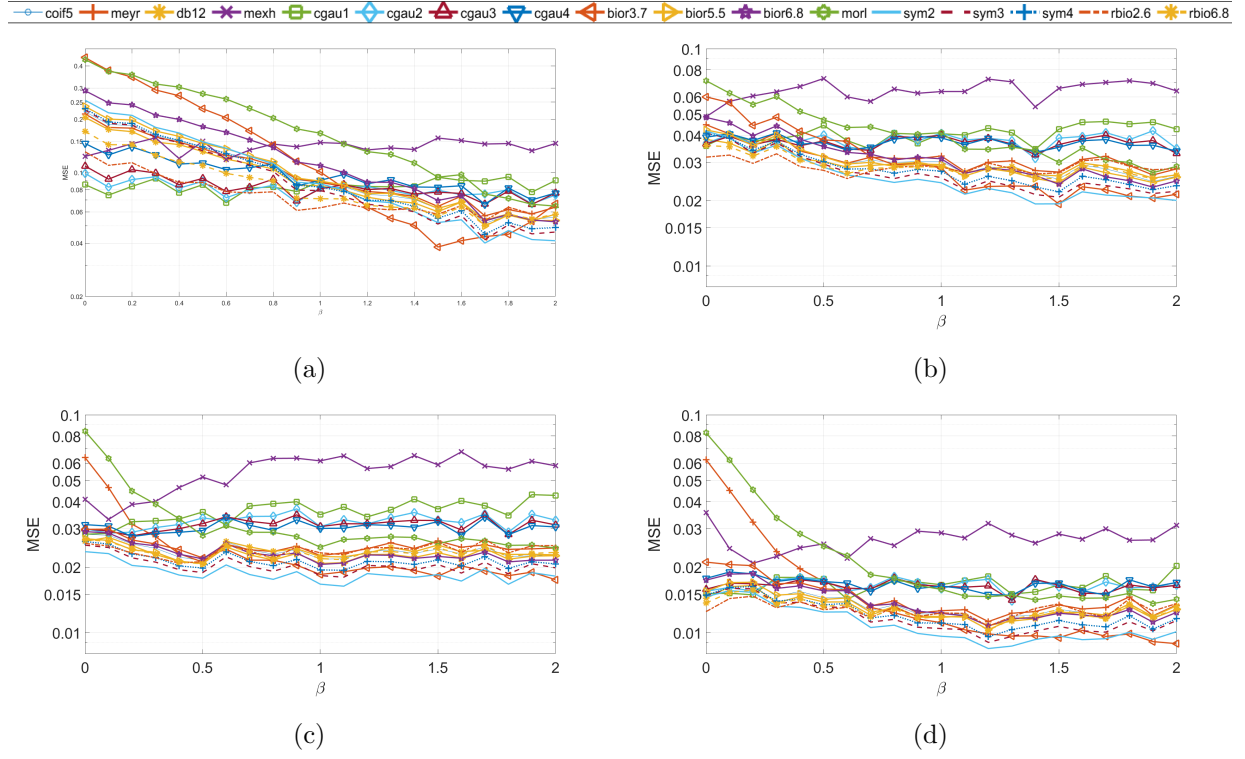 coif5 meyr db12 mexh cgau1 cgau2 cgau3 cgau4 bior3.7 bior5.5 bior6.8 morl sym2 sym3 sym4 rbio2.6 rbio6.8
0.4
0.3
0.25
0.2
0.15
0.1
0.08
0.06
0.04
0.02
MSE
0 0.2 0.4 0.6 0.8 1 1.2 1.4 1.6 1.8 2
β
(a)
0.1
0.08
0.06
0.04
0.03
0.02
0.015
0.01
MSE
0 0.5 1 1.5 2
β
(b)
0.1
0.08
0.06
0.04
0.03
0.02
0.015
0.01
MSE
0 0.5 1 1.5 2
β
(c)
0.1
0.08
0.06
0.05
0.04
0.03
0.02
0.015
0.01
MSE
0 0.5 1 1.5 2
β
(d)